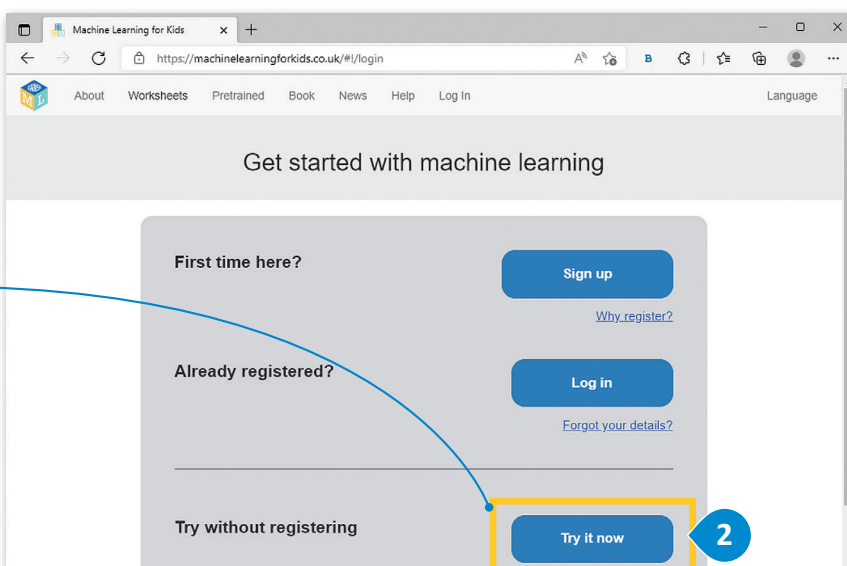 Machine Learning for Kids
https://machinelearningforkids.co.uk/#!/login
ML
About Worksheets Pretrained Book News Help Log In Language
Get started with machine learning
First time here?
Sign up
Why register?
Already registered?
Log in
Forgot your details?
Try without registering
Try it now
2